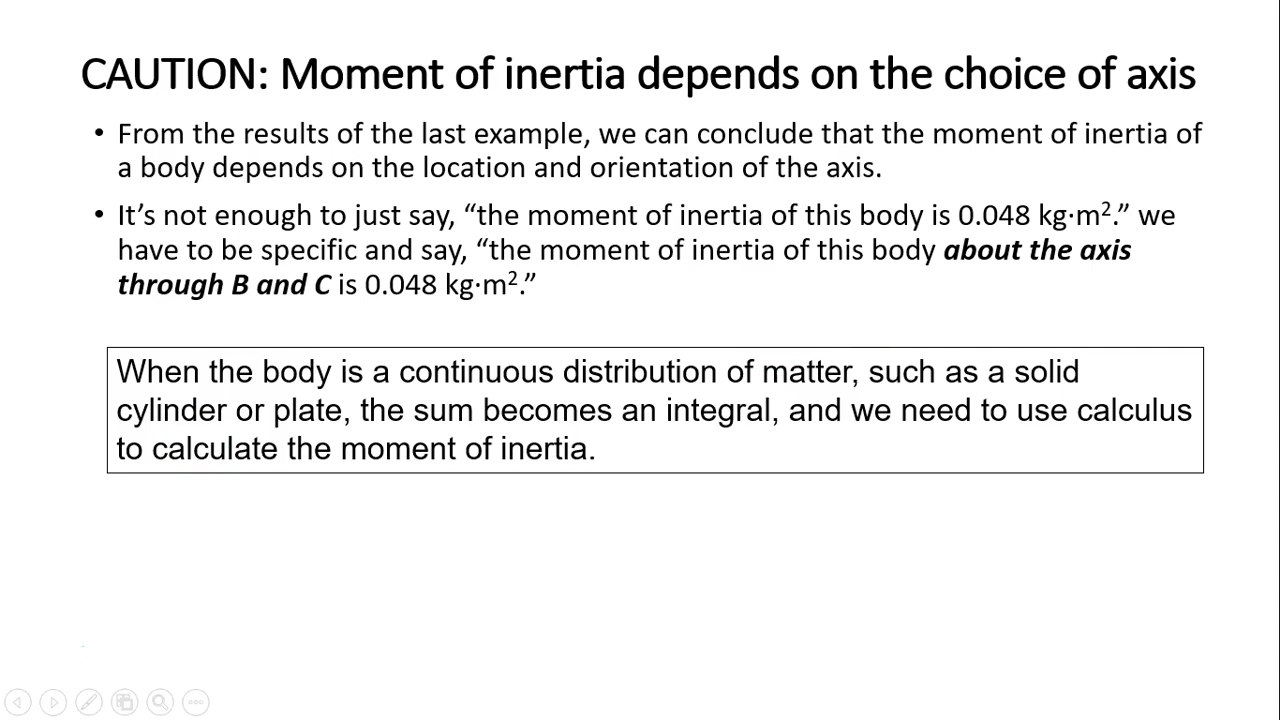 CAUTION: Moment of inertia depends on the choice of axis
• From the results of the last example, we can conclude that the moment of inertia of
a body depends on the location and orientation of the axis.
• It’s not enough to just say, “the moment of inertia of this body is 0.048 kg·m².” we
have to be specific and say, “the moment of inertia of this body about the axis
through B and C is 0.048 kg·m².”
When the body is a continuous distribution of matter, such as a solid
cylinder or plate, the sum becomes an integral, and we need to use calculus
to calculate the moment of inertia.